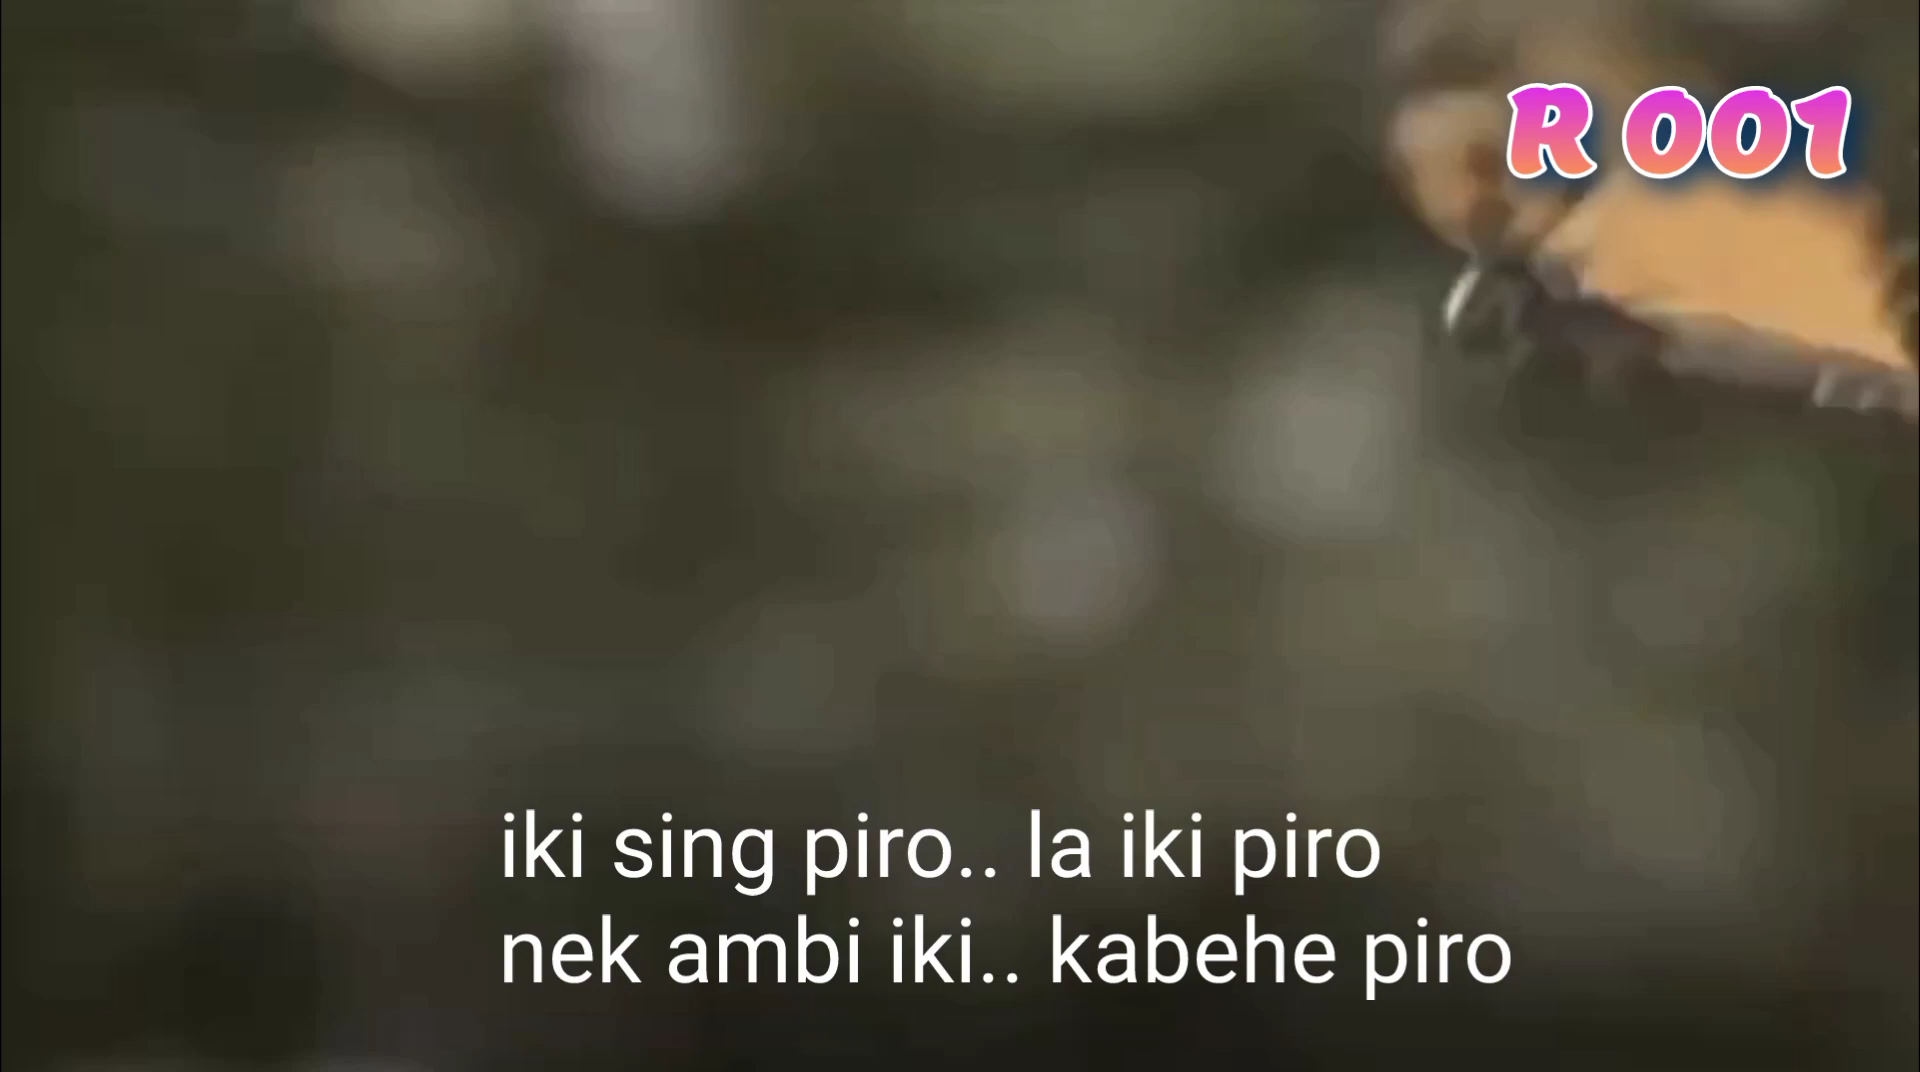 R 001
iki sing piro.. la iki piro
nek ambi iki.. kabehe piro